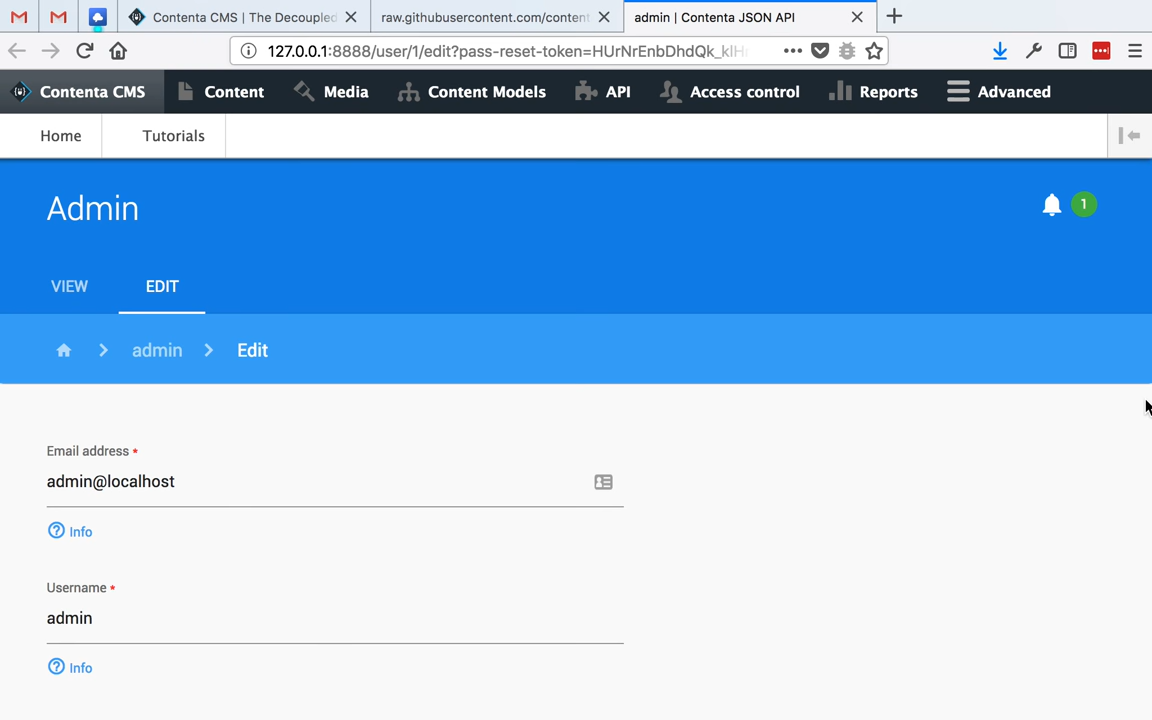 Contenta CMS | The Decoupled
raw.githubusercontent.com/content
admin | Contenta JSON API
127.0.0.1:8888/user/1/edit?pass-reset-token=HUrNrEnbDhdQk_klH
Contenta CMS Content Media Content Models API Access control Reports Advanced
Home Tutorials
Admin
1
VIEW EDIT
admin Edit
Email address *
admin@localhost
Info
Username *
admin
Info